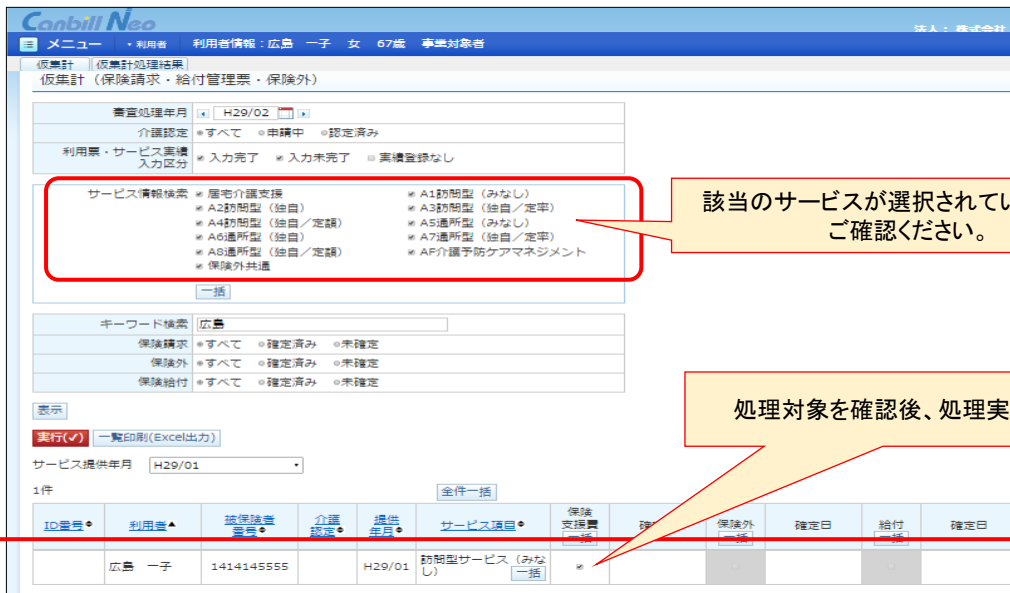 Canbill Neo
法人： 株式会社
メニュー ・利用者 利用者情報：広島 一子 女 67歳 事業対象者
仮集計 仮集計処理結果
仮集計（保険請求・給付管理票・保険外）
審査処理年月 H29/02
介護認定 すべて 申請中 認定済み
利用票・サービス実績
入力区分 入力完了 入力未完了 実績登録なし
サービス情報検索 居宅介護支援 A1訪問型（みなし）
A2訪問型（独自） A3訪問型（独自／定率）
A4訪問型（独自／定額） A5通所型（みなし）
A6通所型（独自） A7通所型（独自／定率）
A8通所型（独自／定額） AF介護予防ケアマネジメント
保険外共通
一括
該当のサービスが選択されてい
ご確認ください。
キーワード検索 広島
保険請求 すべて 確定済み 未確定
保険外 すべて 確定済み 未確定
保険給付 すべて 確定済み 未確定
表示
処理対象を確認後、処理実
実行(✓) 一覧印刷(Excel出力)
サービス提供年月 H29/01
1件 全件一括
ID番号 利用者▲ 被保険者番号 介護認定 提供年月 サービス項目 保険支援費 一括 保険外 一括 確定日 給付 一括 確定日
広島 一子 1414145555 H29/01 訪問型サービス（みなし） 一括